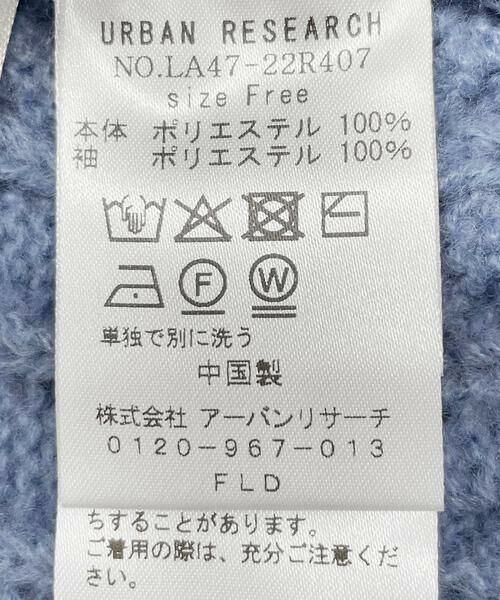 URBAN RESEARCH
NO.LA47-22R407
size Free
本体 ポリエステル 100%
袖 ポリエステル 100%
F W
単独で別に洗う
中国製
株式会社 アーバンリサーチ
0120-967-013
FLD
ちすることがあります。
ご着用の際は、充分ご注意くだ
さい。